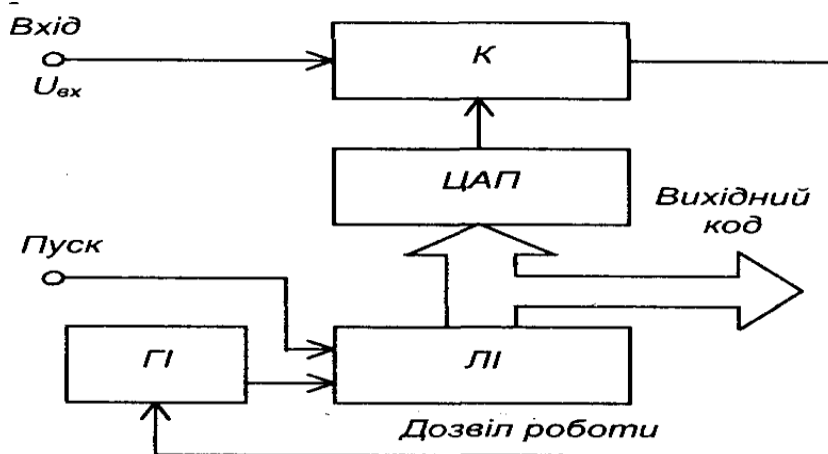 Вхід
К
Uвх
ЦАП
Вихідний
код
Пуск
ГІ
ЛІ
Дозвіл роботи